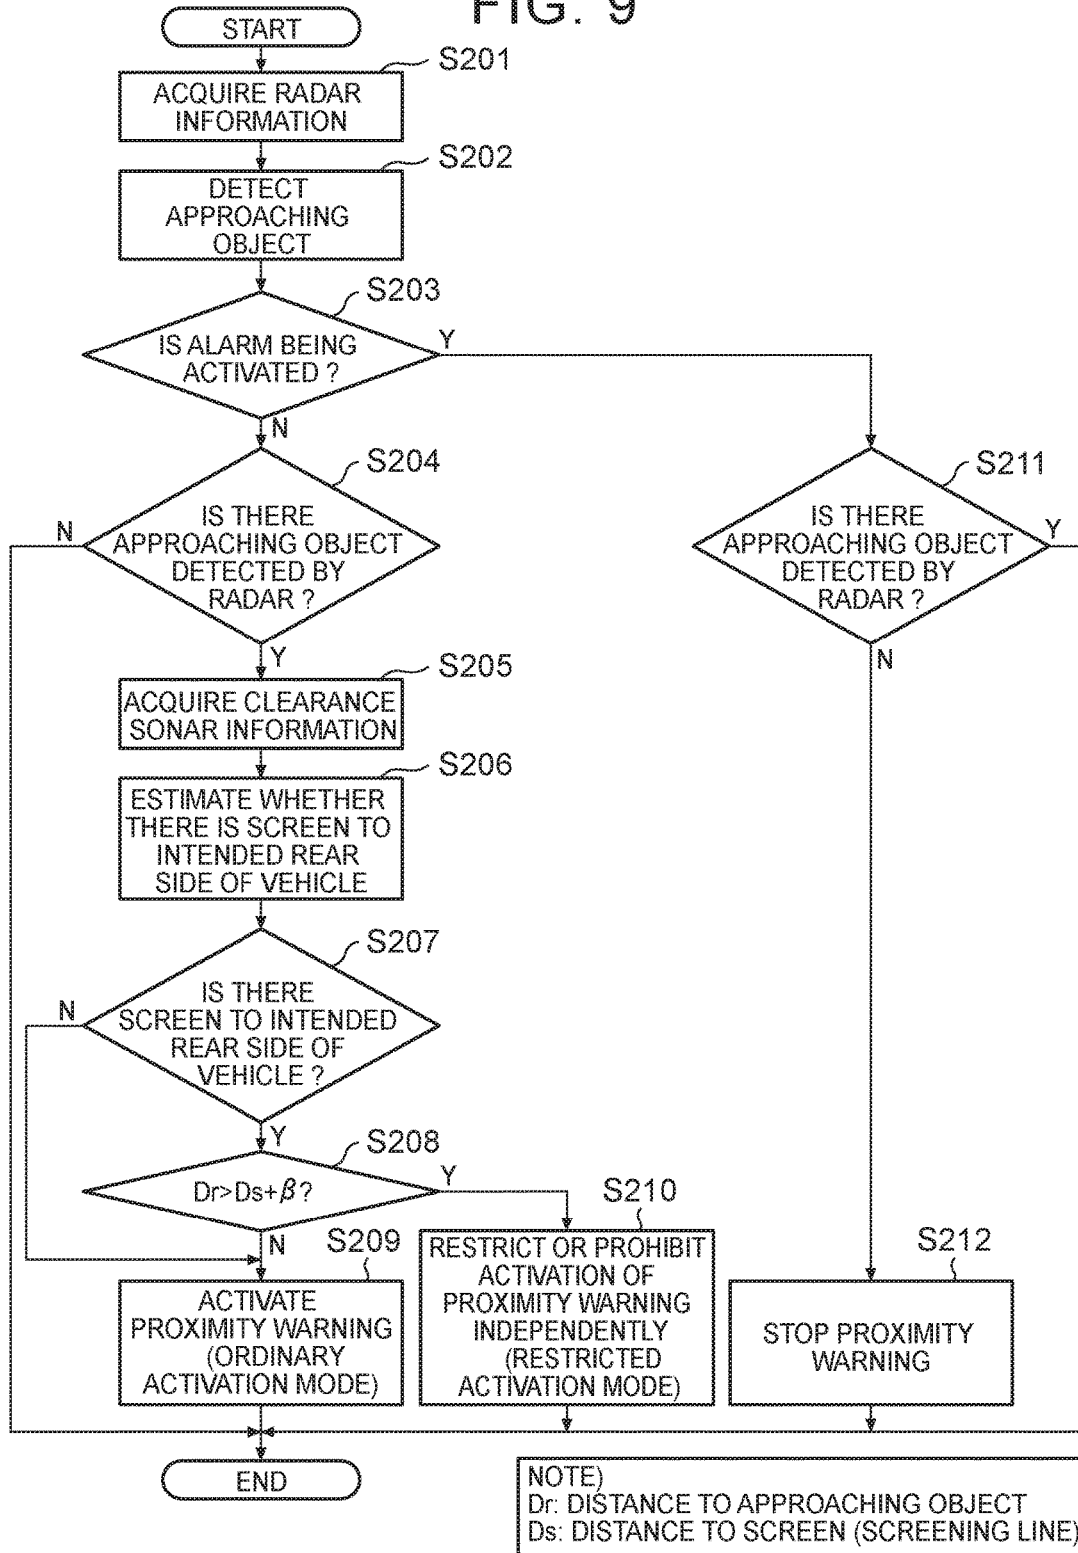 FIG. 9
START
S201
ACQUIRE RADAR
INFORMATION
S202
DETECT
APPROACHING
OBJECT
S203
IS ALARM BEING
ACTIVATED ?
Y
N
S204
IS THERE
APPROACHING OBJECT
DETECTED BY
RADAR ?
N
Y
S211
IS THERE
APPROACHING OBJECT
DETECTED BY
RADAR ?
Y
N
S205
ACQUIRE CLEARANCE
SONAR INFORMATION
S206
ESTIMATE WHETHER
THERE IS SCREEN TO
INTENDED REAR
SIDE OF VEHICLE
S207
IS THERE
SCREEN TO INTENDED
REAR SIDE OF
VEHICLE ?
N
Y
S208
Dr>Ds+β?
Y
N
S209
ACTIVATE
PROXIMITY WARNING
(ORDINARY
ACTIVATION MODE)
S210
RESTRICT OR PROHIBIT
ACTIVATION OF
PROXIMITY WARNING
INDEPENDENTLY
(RESTRICTED
ACTIVATION MODE)
S212
STOP PROXIMITY
WARNING
END
NOTE)
Dr: DISTANCE TO APPROACHING OBJECT
Ds: DISTANCE TO SCREEN (SCREENING LINE)